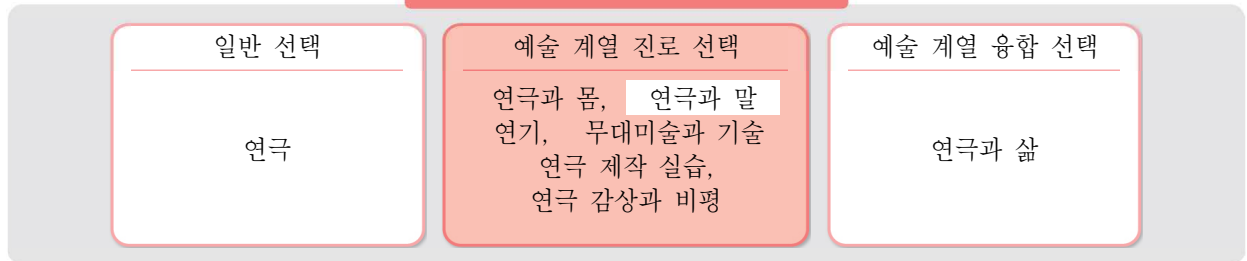 일반 선택
연극
예술 계열 진로 선택
연극과 몸, 연극과 말
연기, 무대미술과 기술
연극 제작 실습,
연극 감상과 비평
예술 계열 융합 선택
연극과 삶